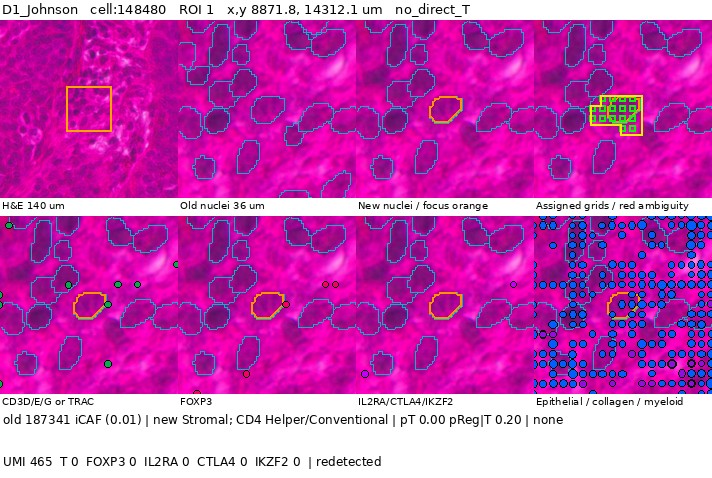 D1_Johnson cell:148480 ROI 1 x,y 8871.8, 14312.1 um no_direct_T
H&E 140 um
Old nuclei 36 um
New nuclei / focus orange
Assigned grids / red ambiguity
CD3D/E/G or TRAC
FOXP3
IL2RA/CTLA4/IKZF2
Epithelial / collagen / myeloid
old 187341 iCAF (0.01) | new Stromal; CD4 Helper/Conventional | pT 0.00 pReg|T 0.20 | none
UMI 465 T 0 FOXP3 0 IL2RA 0 CTLA4 0 IKZF2 0 | redetected